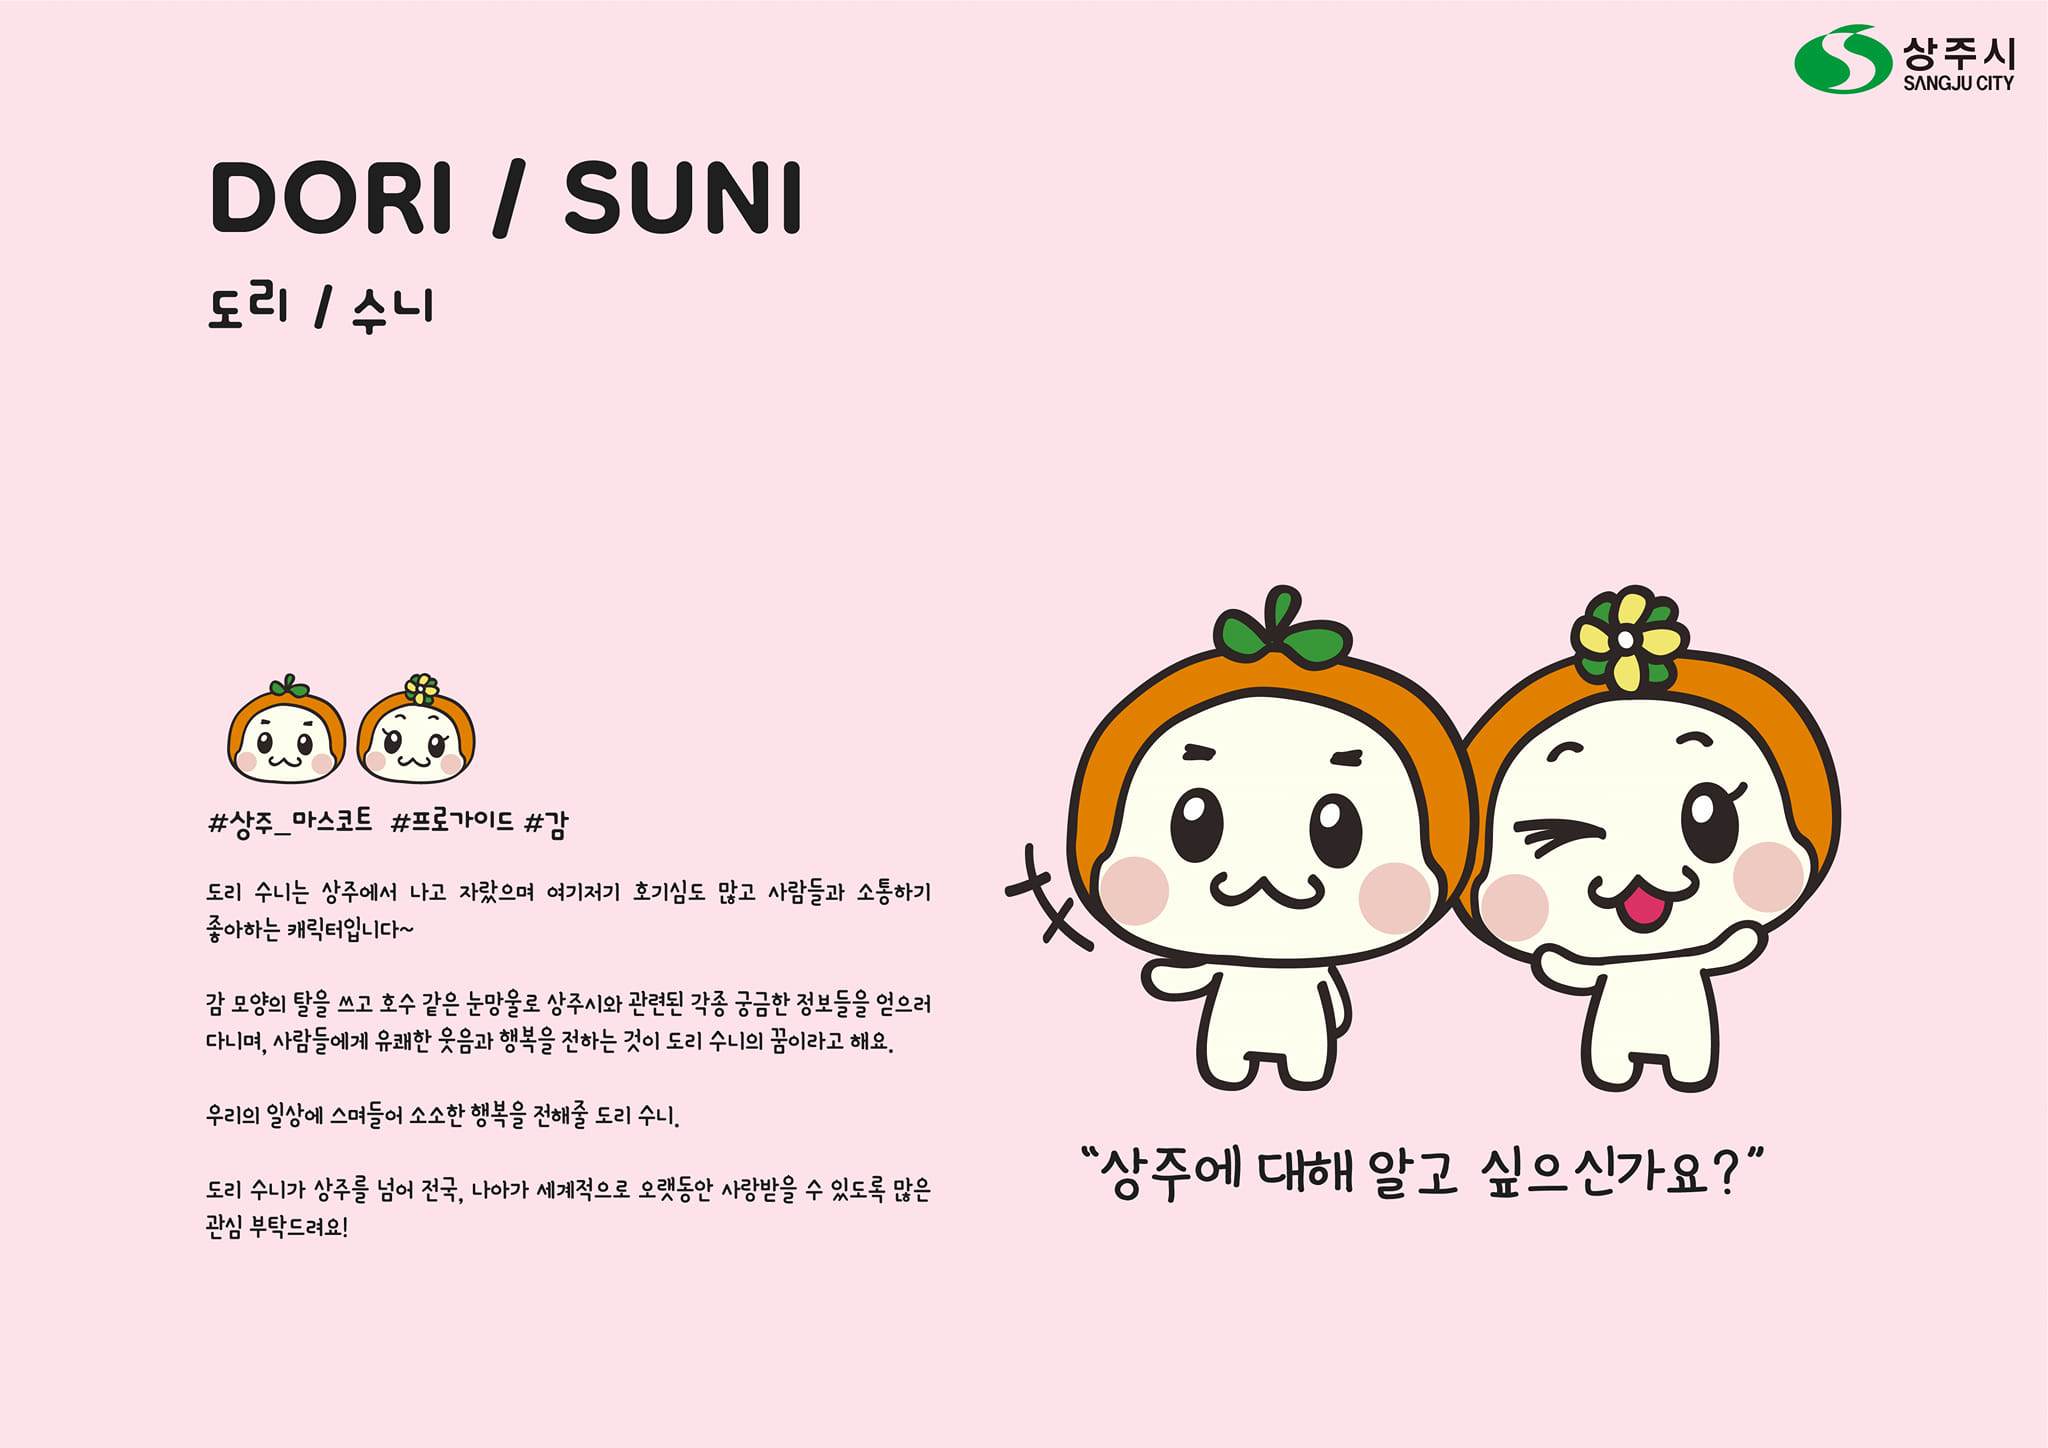 상주시
SANGJU CITY
DORI / SUNI
도리 / 수니
#상주_마스코트 #프로가이드 #감
도리 수니는 상주에서 나고 자랐으며 여기저기 호기심도 많고 사람들과 소통하기
좋아하는 캐릭터입니다~
감 모양의 탈을 쓰고 호수 같은 눈망울로 상주시와 관련된 각종 궁금한 정보들을 얻으러
다니며, 사람들에게 유쾌한 웃음과 행복을 전하는 것이 도리 수니의 꿈이라고 해요.
우리의 일상에 스며들어 소소한 행복을 전해줄 도리 수니.
도리 수니가 상주를 넘어 전국, 나아가 세계적으로 오랫동안 사랑받을 수 있도록 많은
관심 부탁드려요!
“상주에 대해 알고 싶으신가요?”